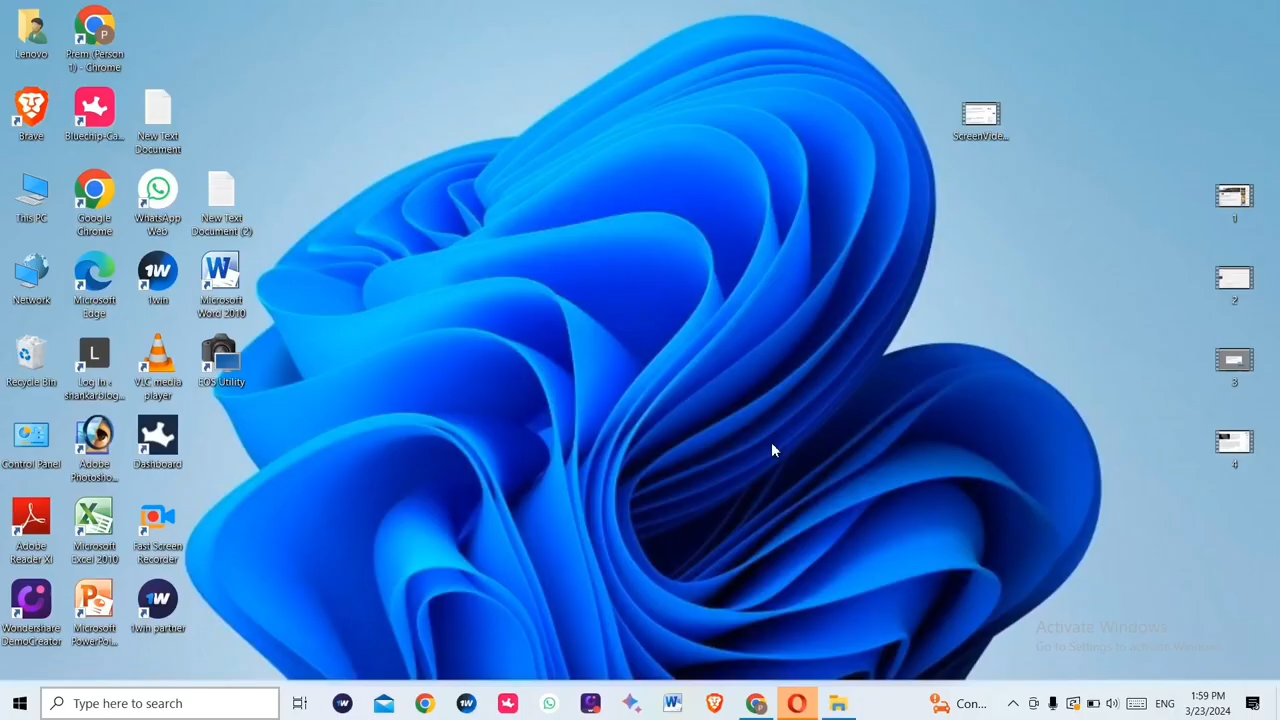 Lenovo
Prem (Person
1) - Chrome
Brave
Bluechip-Ca...
New Text
Document
This PC
Google
Chrome
WhatsApp
Web
New Text
Document (2)
Network
Microsoft
Edge
1win
Microsoft
Word 2010
Recycle Bin
Log In ‹
shankarblog...
VLC media
player
EOS Utility
Control Panel
Adobe
Photosho...
Dashboard
Adobe
Reader XI
Microsoft
Excel 2010
Fast Screen
Recorder
Wondershare
DemoCreator
Microsoft
PowerPoi...
1win partner
ScreenVide...
1
2
3
4
Activate Windows
Go to Settings to activate Windows.
Type here to search
Con...
ENG
1:59 PM
3/23/2024